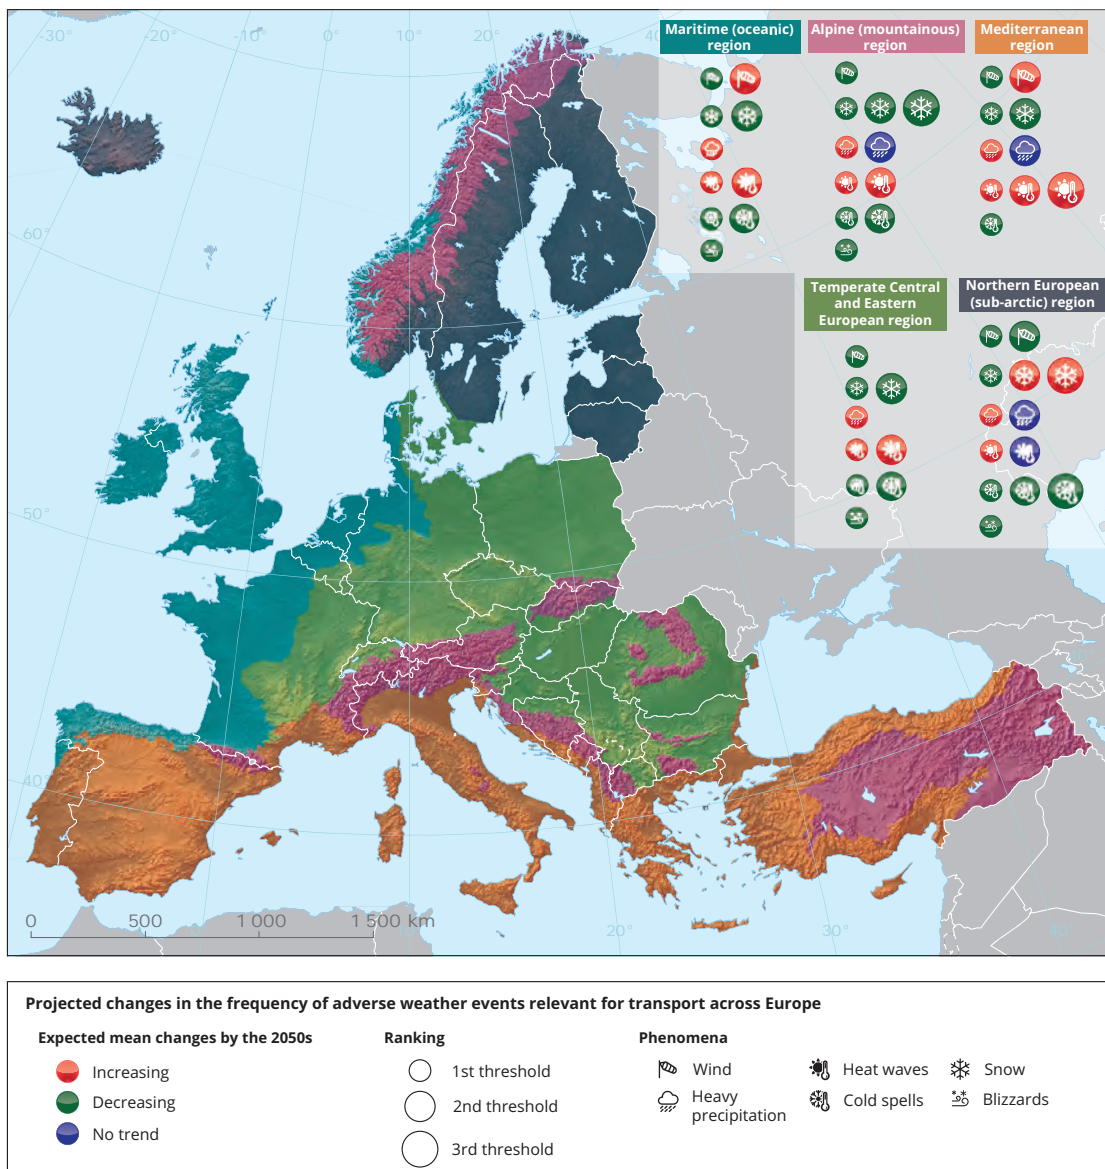 -30° -20° -10° 0° 10° 20° 30°
Maritime (oceanic)
region
Alpine (mountainous)
region
Mediterranean
region
60°
Temperate Central
and Eastern
European region
Northern European
(sub-arctic) region
50°
40°
0 500 1 000 1 500 km
20° 30° 40°
Projected changes in the frequency of adverse weather events relevant for transport across Europe
Expected mean changes by the 2050s
Increasing
Decreasing
No trend
Ranking
1st threshold
2nd threshold
3rd threshold
Phenomena
Wind
Heavy
precipitation
Heat waves
Cold spells
Snow
Blizzards